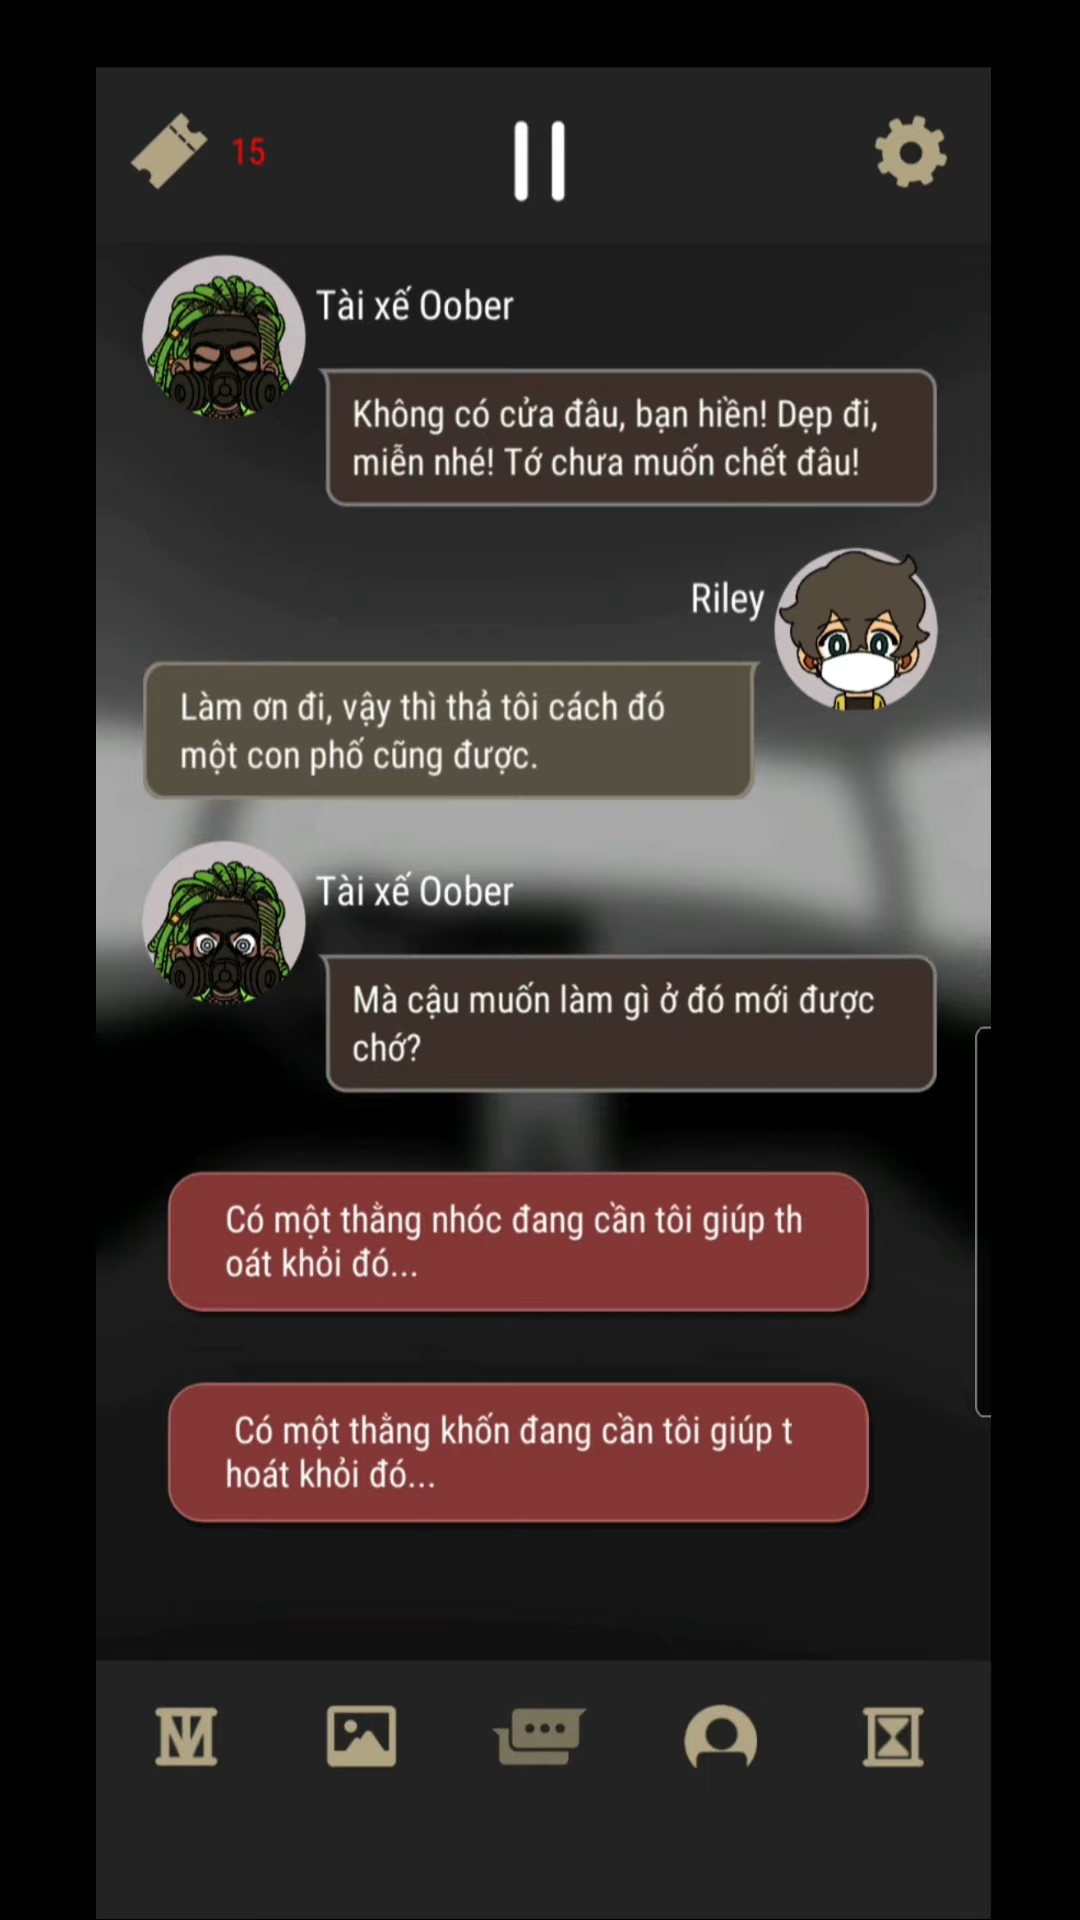 15
Tài xế Oober
Không có cửa đâu, bạn hiền! Dẹp đi,
miễn nhé! Tớ chưa muốn chết đâu!
Riley
Làm ơn đi, vậy thì thả tôi cách đó
một con phố cũng được.
Tài xế Oober
Mà cậu muốn làm gì ở đó mới được
chớ?
Có một thằng nhóc đang cần tôi giúp th
oát khỏi đó...
Có một thằng khốn đang cần tôi giúp t
hoát khỏi đó...